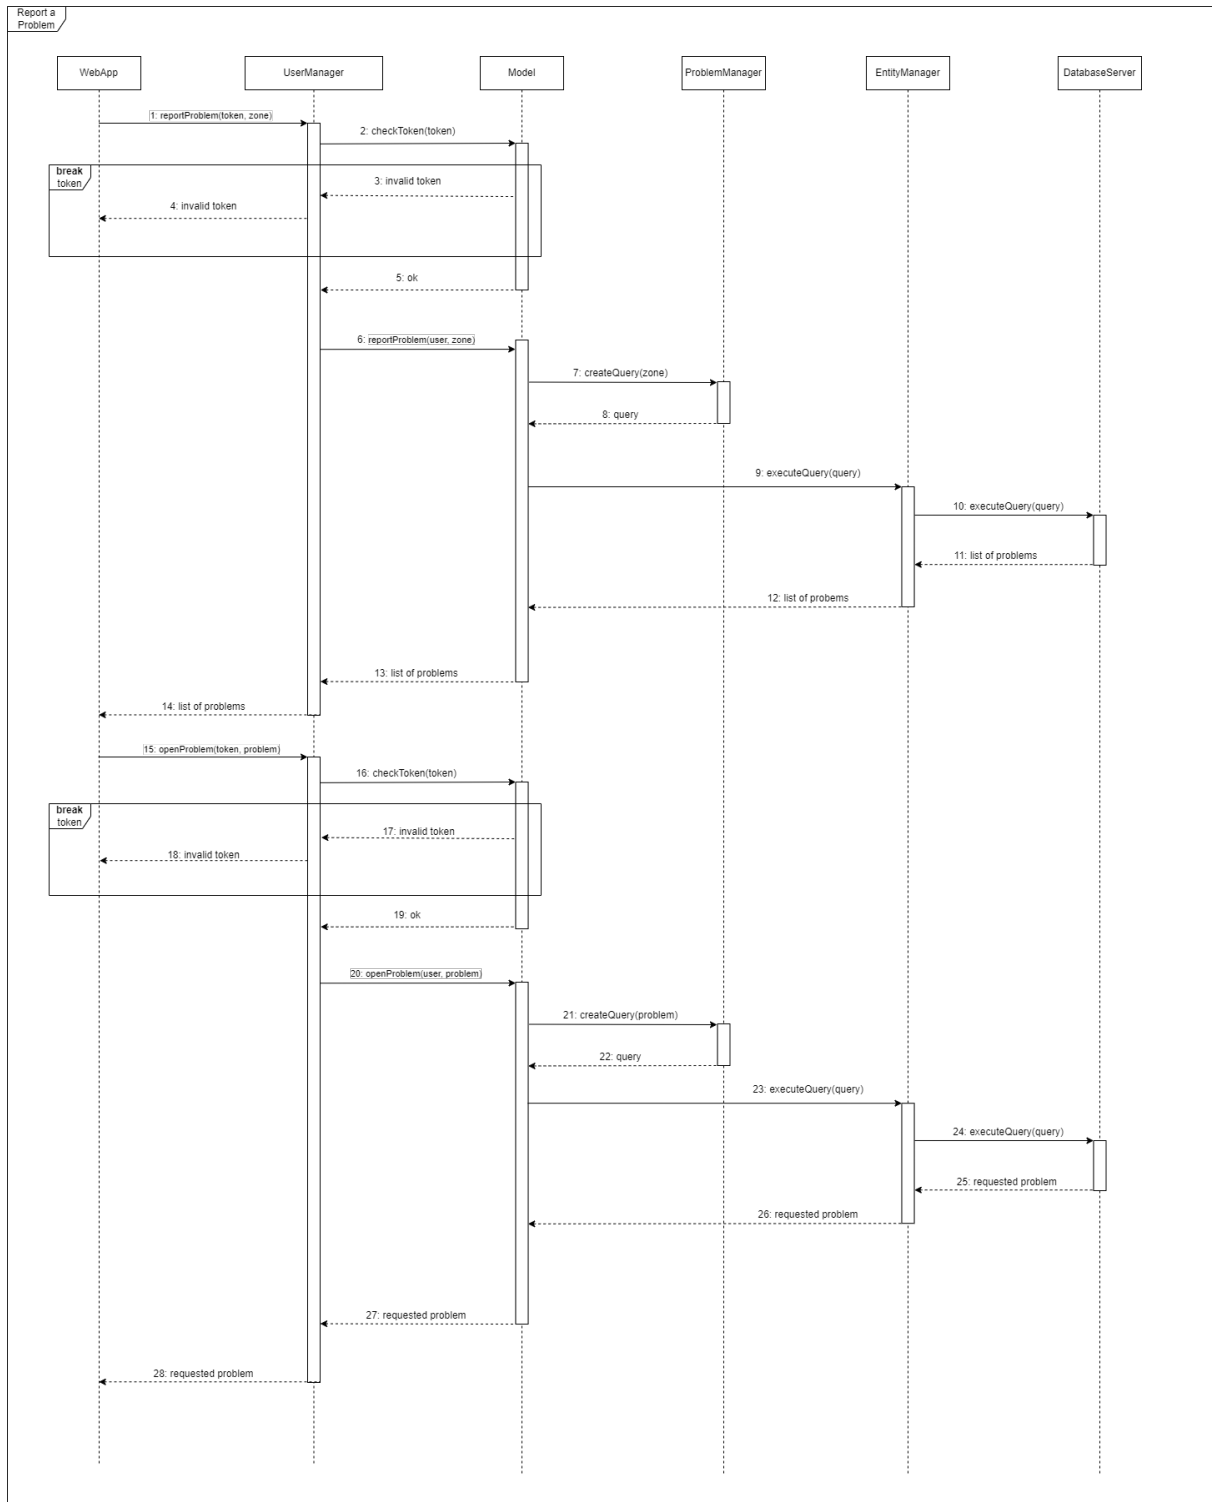 Report a
Problem
WebApp
UserManager
Model
ProblemManager
EntityManager
DatabaseServer
1: reportProblem(token, zone)
2: checkToken(token)
break
token
3: invalid token
4: invalid token
5: ok
6: reportProblem(user, zone)
7: createQuery(zone)
8: query
9: executeQuery(query)
10: executeQuery(query)
11: list of problems
12: list of probems
13: list of problems
14: list of problems
15: openProblem(token, problem)
16: checkToken(token)
break
token
17: invalid token
18: invalid token
19: ok
20: openProblem(user, problem)
21: createQuery(problem)
22: query
23: executeQuery(query)
24: executeQuery(query)
25: requested problem
26: requested problem
27: requested problem
28: requested problem